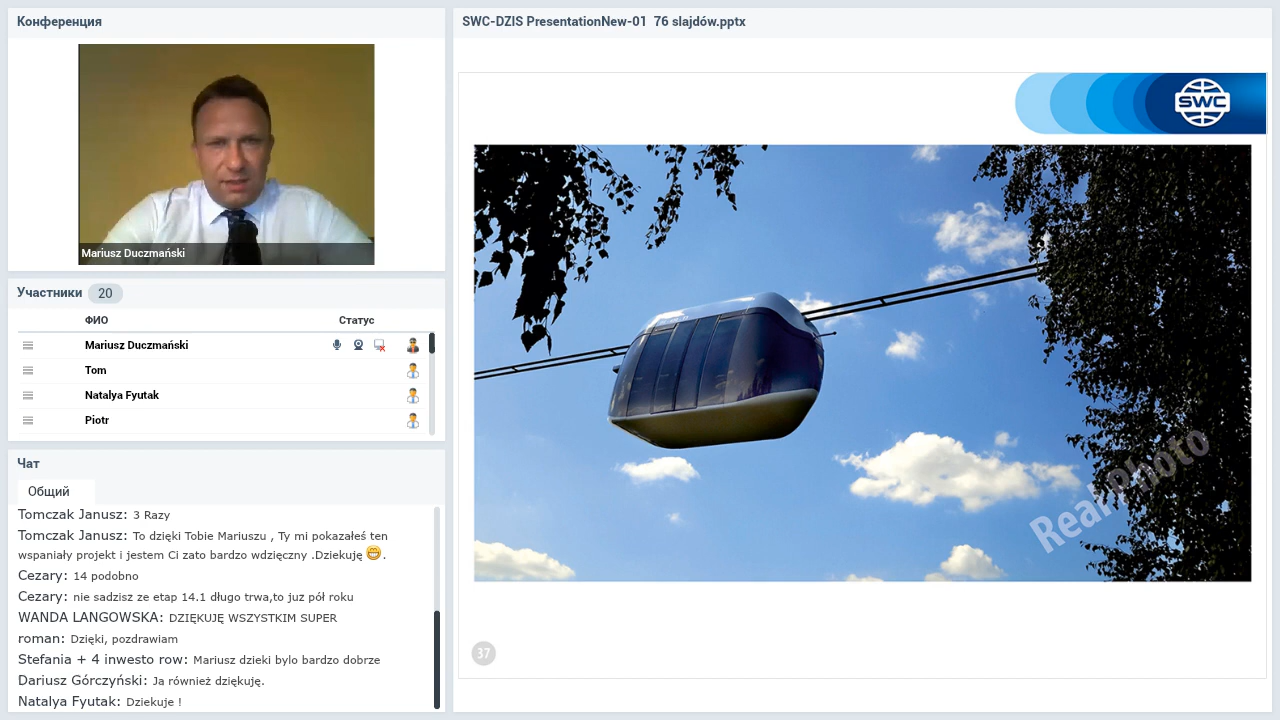 Конференция
Mariusz Duczmański
Участники 20
ФИО Статус
Mariusz Duczmański
Tom
Natalya Fyutak
Piotr
Чат
Общий
Tomczak Janusz: 3 Razy
Tomczak Janusz: To dzięki Tobie Mariuszu , Ty mi pokazałeś ten
wspaniały projekt i jestem Ci zato bardzo wdzięczny .Dziekuję 😁.
Cezary: 14 podobno
Cezary: nie sadzisz ze etap 14.1 długo trwa,to juz pół roku
WANDA LANGOWSKA: DZIĘKUJĘ WSZYSTKIM SUPER
roman: Dzięki, pozdrawiam
Stefania + 4 inwesto row: Mariusz dzieki bylo bardzo dobrze
Dariusz Górczyński: Ja również dziękuję.
Natalya Fyutak: Dziekuje !
SWC-DZIS PresentationNew-01 76 slajdów.pptx
SWC
Real Photo
37